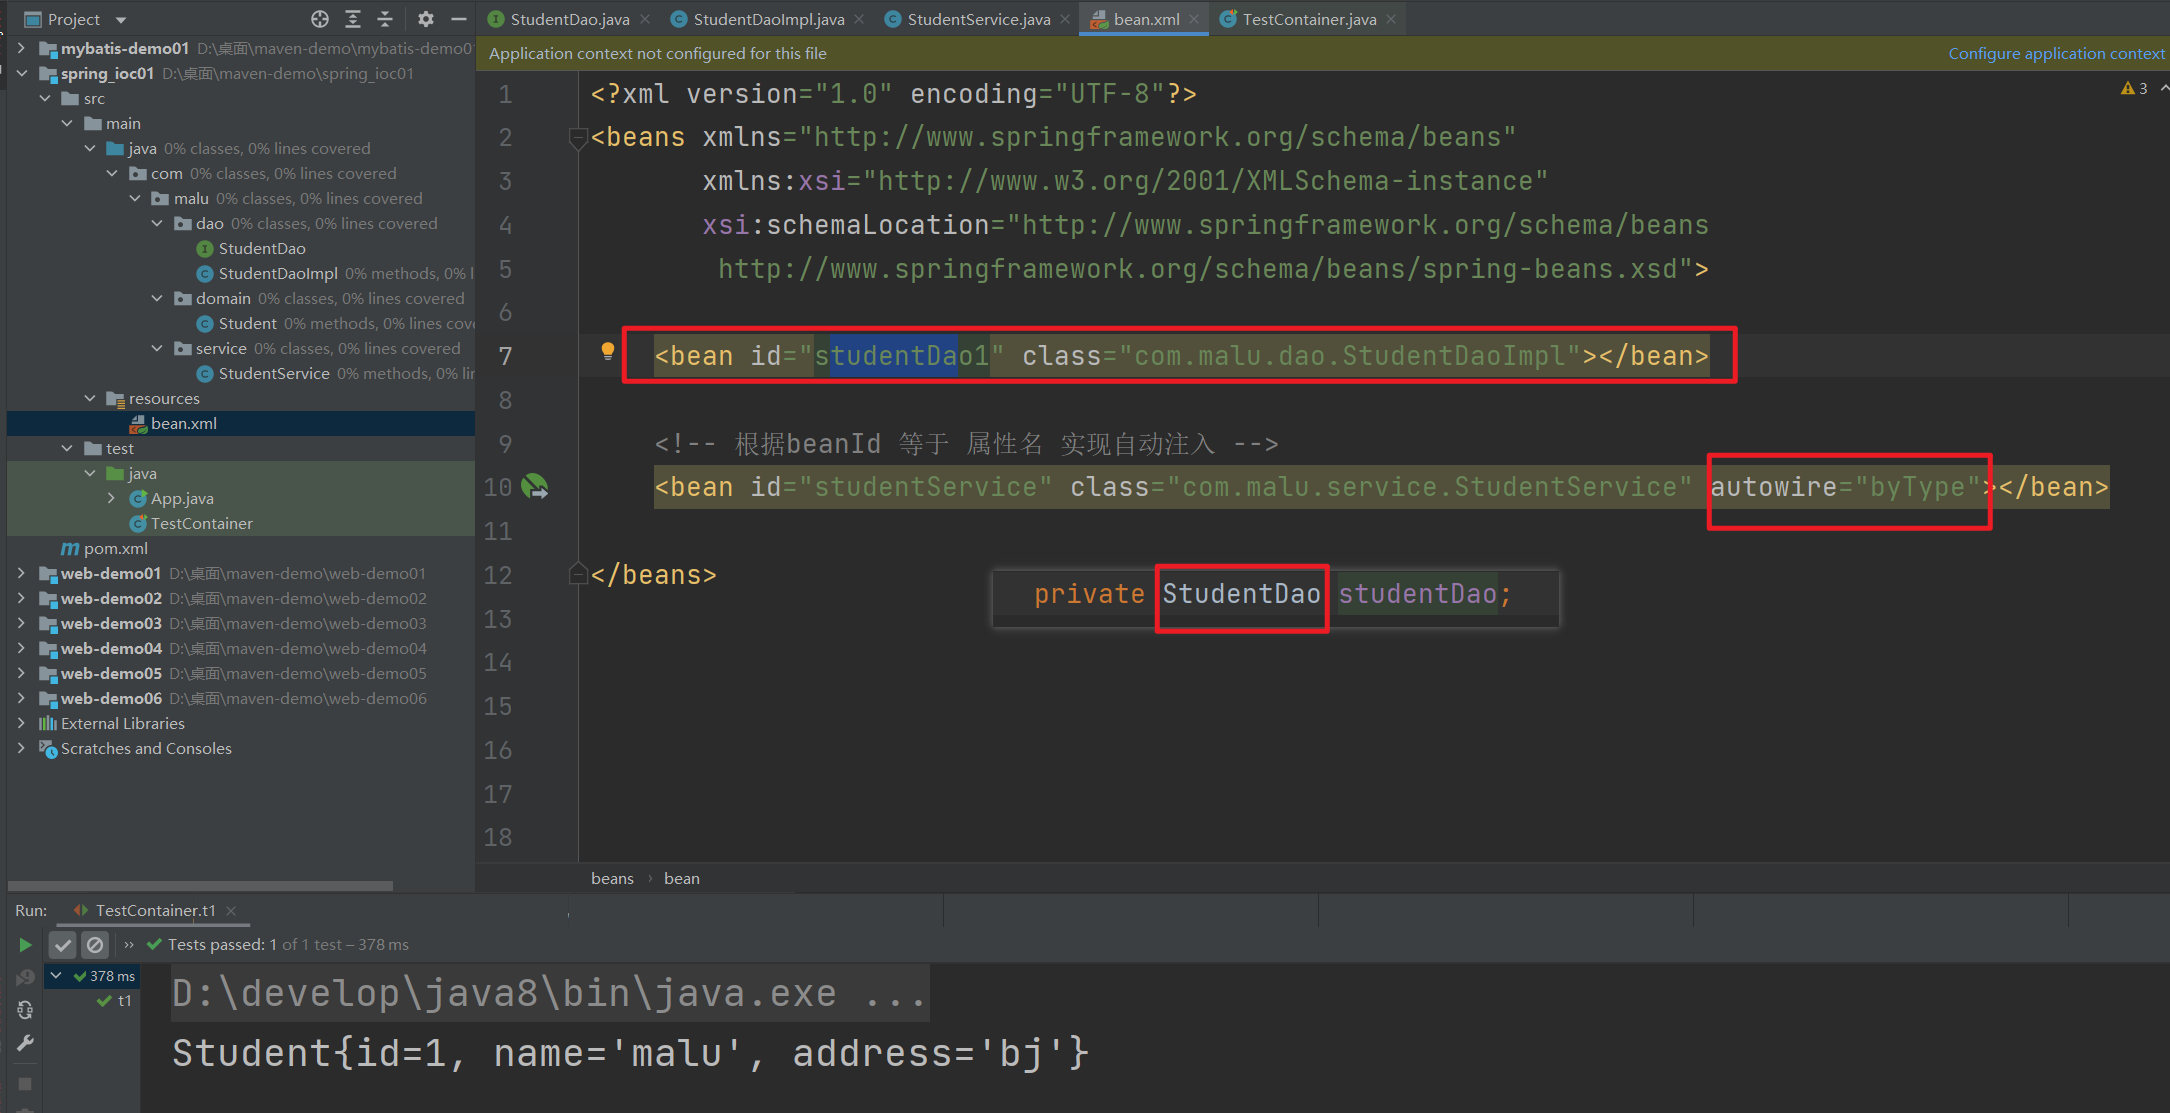 Project
StudentDao.java
StudentDaoImpl.java
StudentService.java
bean.xml
TestContainer.java
mybatis-demo01 D:\桌面\maven-demo\mybatis-demo01
spring_ioc01 D:\桌面\maven-demo\spring_ioc01
src
main
java 0% classes, 0% lines covered
com 0% classes, 0% lines covered
malu 0% classes, 0% lines covered
dao 0% classes, 0% lines covered
StudentDao
StudentDaoImpl 0% methods, 0% l
domain 0% classes, 0% lines covered
Student 0% methods, 0% lines cove
service 0% classes, 0% lines covered
StudentService 0% methods, 0% lin
resources
bean.xml
test
java
App.java
TestContainer
pom.xml
web-demo01 D:\桌面\maven-demo\web-demo01
web-demo02 D:\桌面\maven-demo\web-demo02
web-demo03 D:\桌面\maven-demo\web-demo03
web-demo04 D:\桌面\maven-demo\web-demo04
web-demo05 D:\桌面\maven-demo\web-demo05
web-demo06 D:\桌面\maven-demo\web-demo06
External Libraries
Scratches and Consoles
Application context not configured for this file
Configure application context
3
1 <?xml version="1.0" encoding="UTF-8"?>
2 <beans xmlns="http://www.springframework.org/schema/beans"
3 xmlns:xsi="http://www.w3.org/2001/XMLSchema-instance"
4 xsi:schemaLocation="http://www.springframework.org/schema/beans
5 http://www.springframework.org/schema/beans/spring-beans.xsd">
6
7 <bean id="studentDao1" class="com.malu.dao.StudentDaoImpl"></bean>
8
9 <!-- 根据beanId 等于 属性名 实现自动注入 -->
10 <bean id="studentService" class="com.malu.service.StudentService" autowire="byType"></bean>
11
12 </beans>
private StudentDao studentDao;
13
14
15
16
17
18
beans › bean
Run: TestContainer.t1
» Tests passed: 1 of 1 test – 378 ms
378 ms
t1
D:\develop\java8\bin\java.exe ...
Student{id=1, name='malu', address='bj'}